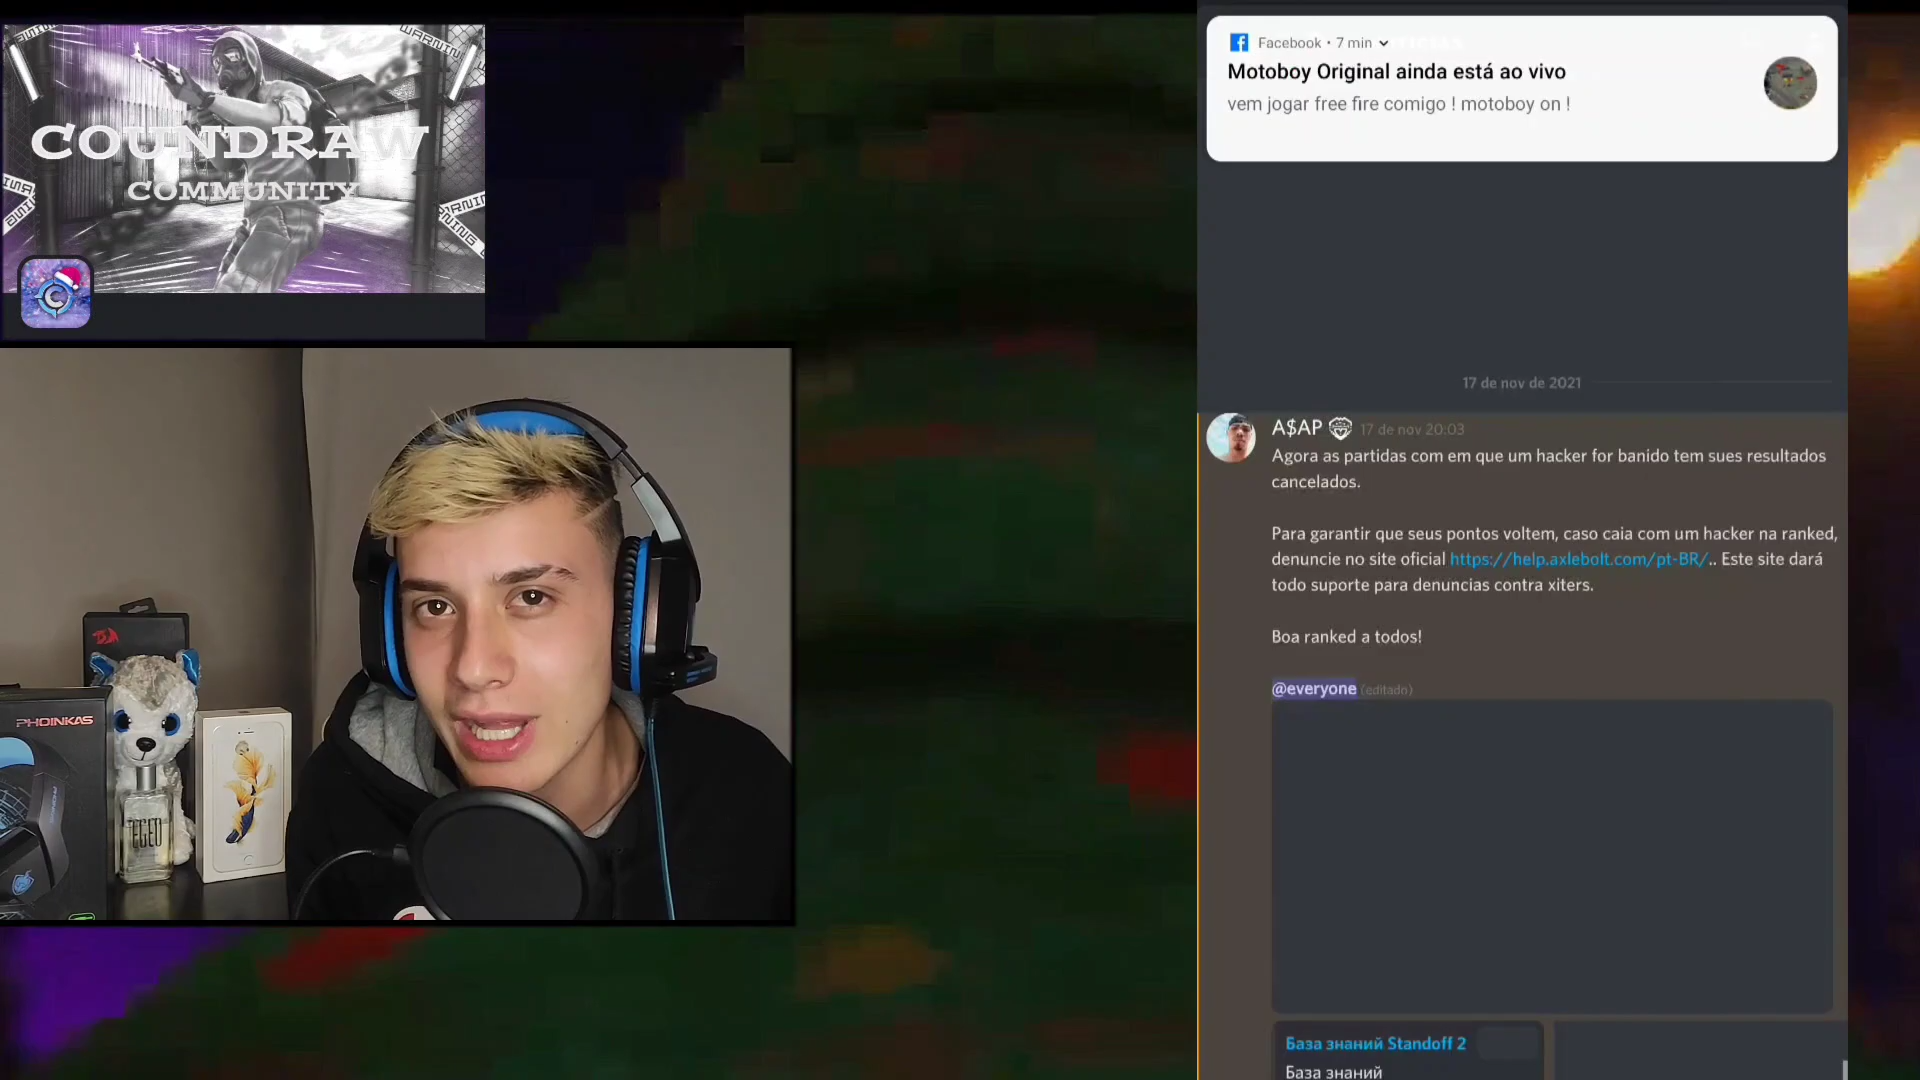 WARNING
COUNDRAW
COMMUNITY
PHOINKAS
EGEO
Facebook • 7 min
Motoboy Original ainda está ao vivo
vem jogar free fire comigo ! motoboy on !
17 de nov de 2021
A$AP 17 de nov 20:03
Agora as partidas com em que um hacker for banido tem sues resultados
cancelados.
Para garantir que seus pontos voltem, caso caia com um hacker na ranked,
denuncie no site oficial https://help.axlebolt.com/pt-BR/.. Este site dará
todo suporte para denuncias contra xiters.
Boa ranked a todos!
@everyone (editado)
База знаний Standoff 2
База знаний